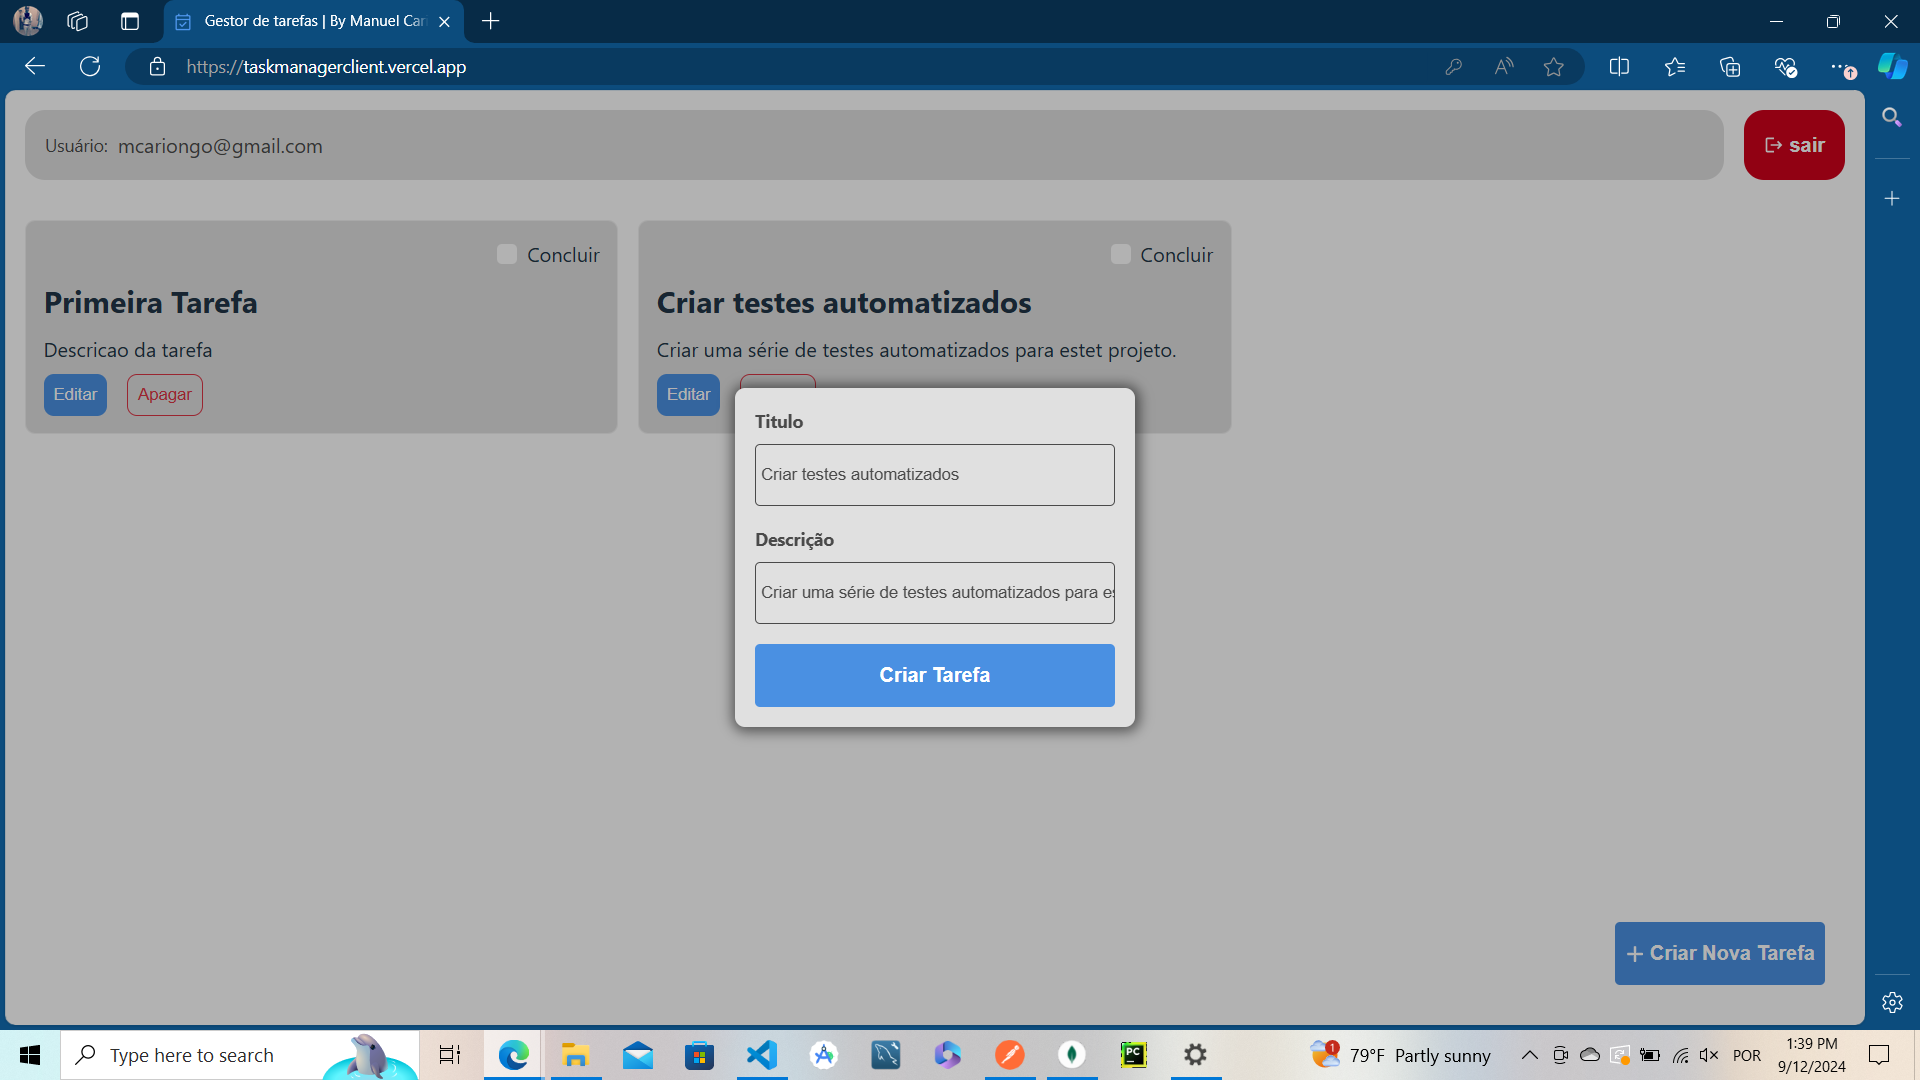 Gestor de tarefas | By Manuel Car
https://taskmanagerclient.vercel.app
Usuário: mcariongo@gmail.com
sair
Concluir
Primeira Tarefa
Descricao da tarefa
Editar
Apagar
Concluir
Criar testes automatizados
Criar uma série de testes automatizados para estet projeto.
Editar
Titulo
Criar testes automatizados
Descrição
Criar uma série de testes automatizados para es
Criar Tarefa
+ Criar Nova Tarefa
Type here to search
PC
1
79°F Partly sunny
POR
1:39 PM
9/12/2024